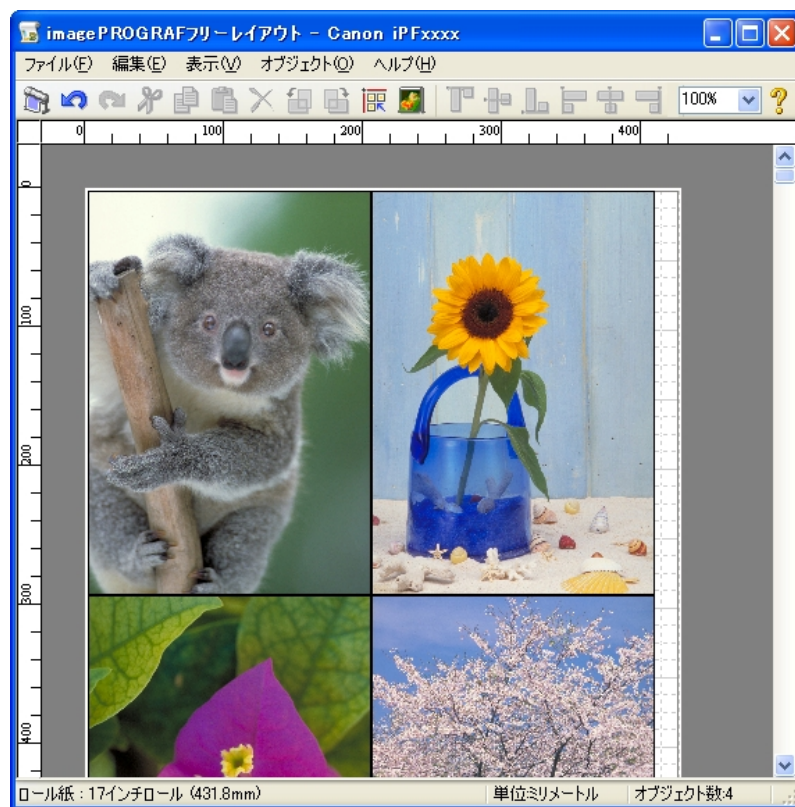 imagePROGRAFフリーレイアウト - Canon iPFxxxx
ファイル(F) 編集(E) 表示(V) オブジェクト(O) ヘルプ(H)
100%
0 100 200 300 400
0
100
200
300
400
ロール紙：17インチロール (431.8mm) 単位ミリメートル オブジェクト数:4